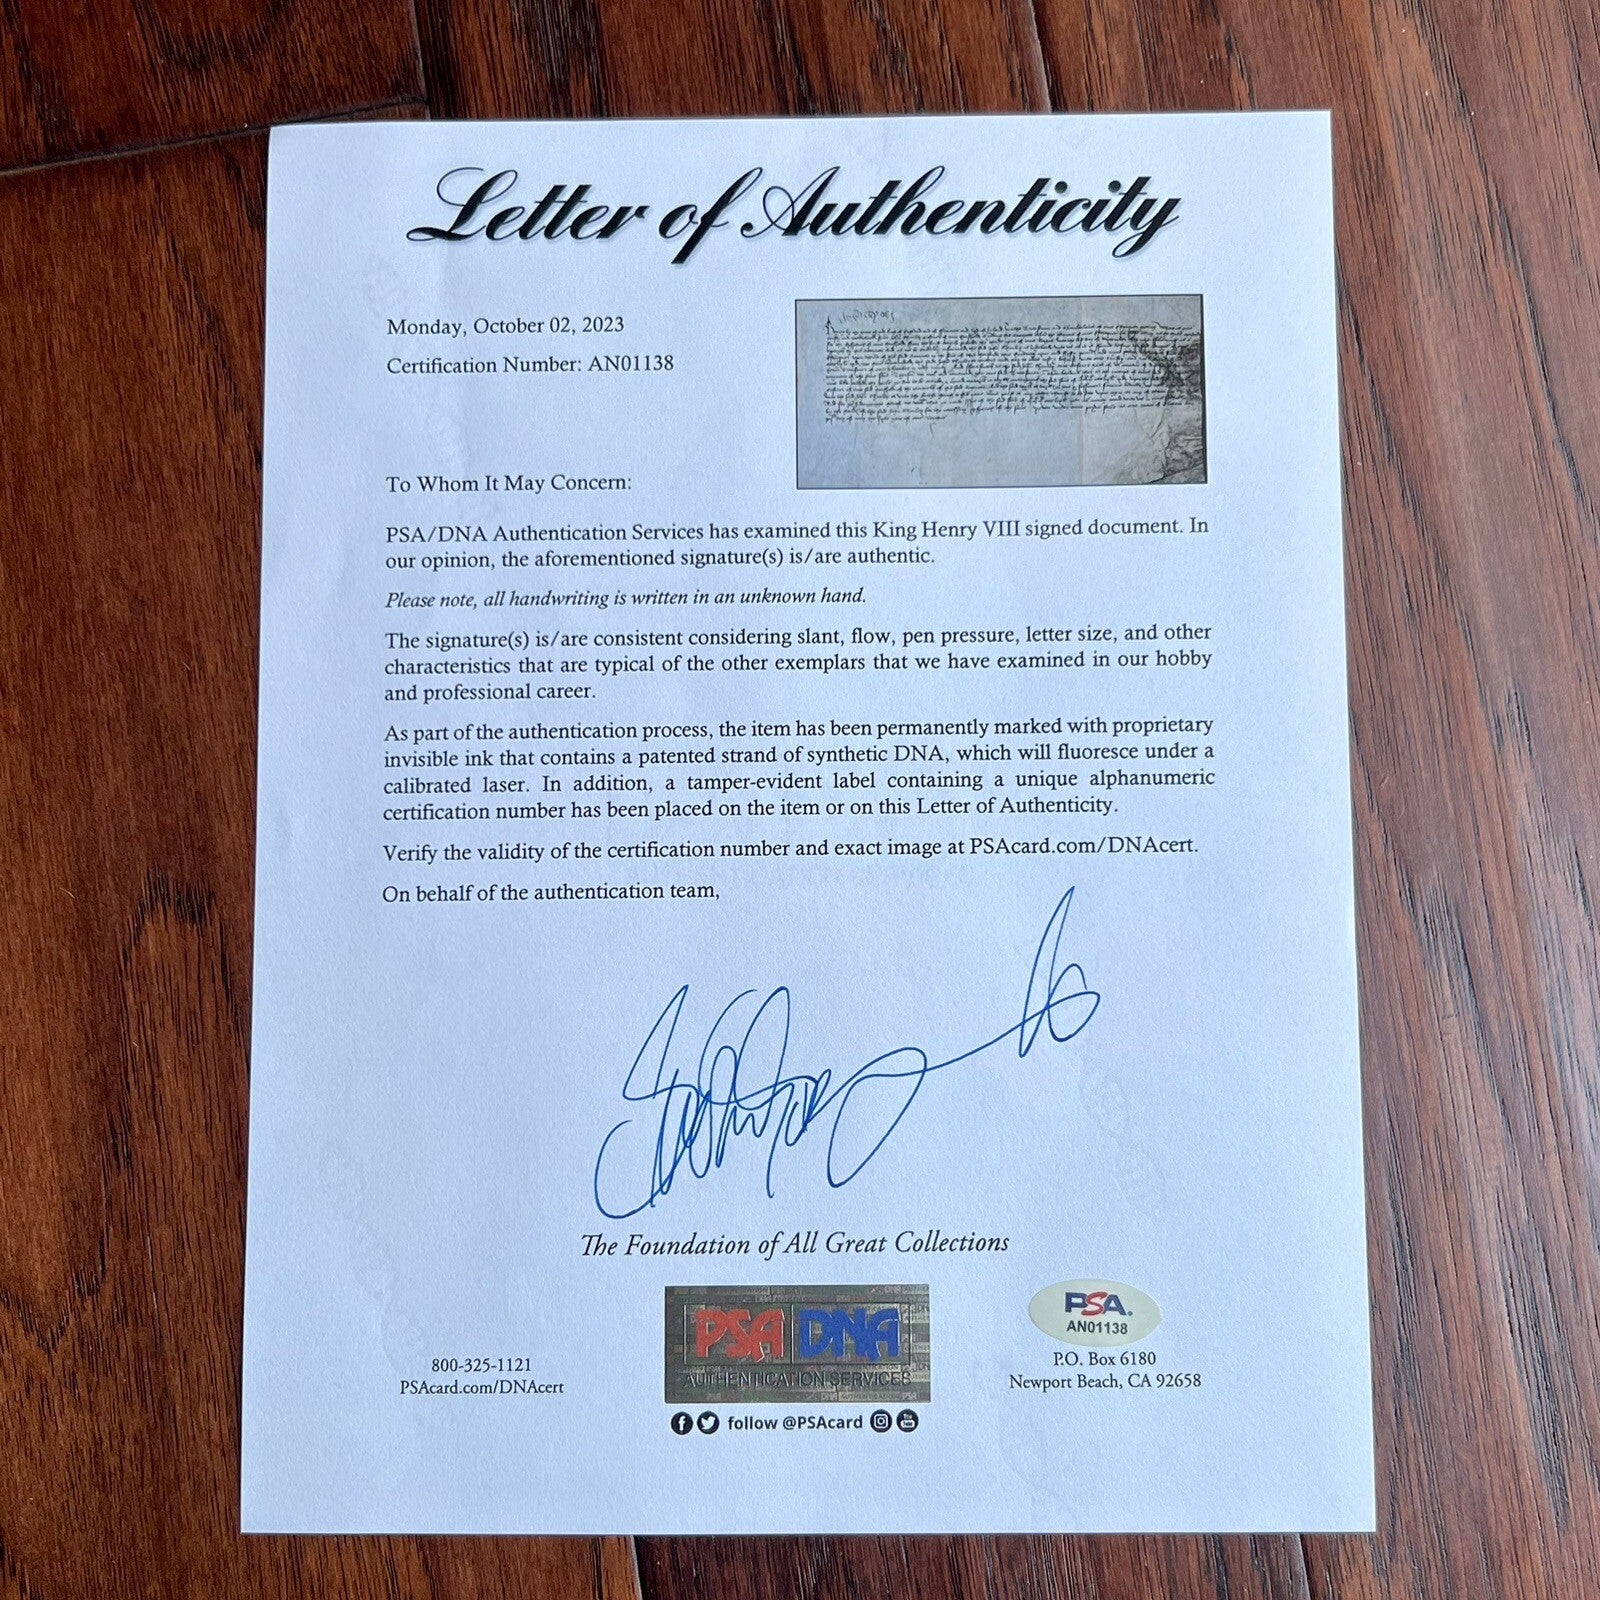 Letter of Authenticity
Monday, October 02, 2023
Certification Number: AN01138
To Whom It May Concern:
PSA/DNA Authentication Services has examined this King Henry VIII signed document. In
our opinion, the aforementioned signature(s) is/are authentic.
Please note, all handwriting is written in an unknown hand.
The signature(s) is/are consistent considering slant, flow, pen pressure, letter size, and other
characteristics that are typical of the other exemplars that we have examined in our hobby
and professional career.
As part of the authentication process, the item has been permanently marked with proprietary
invisible ink that contains a patented strand of synthetic DNA, which will fluoresce under a
calibrated laser. In addition, a tamper-evident label containing a unique alphanumeric
certification number has been placed on the item or on this Letter of Authenticity.
Verify the validity of the certification number and exact image at PSAcard.com/DNAcert.
On behalf of the authentication team,
The Foundation of All Great Collections
800-325-1121
PSAcard.com/DNAcert
PSA DNA
AUTHENTICATION SERVICES
follow @PSAcard
PSA.
AN01138
P.O. Box 6180
Newport Beach, CA 92658